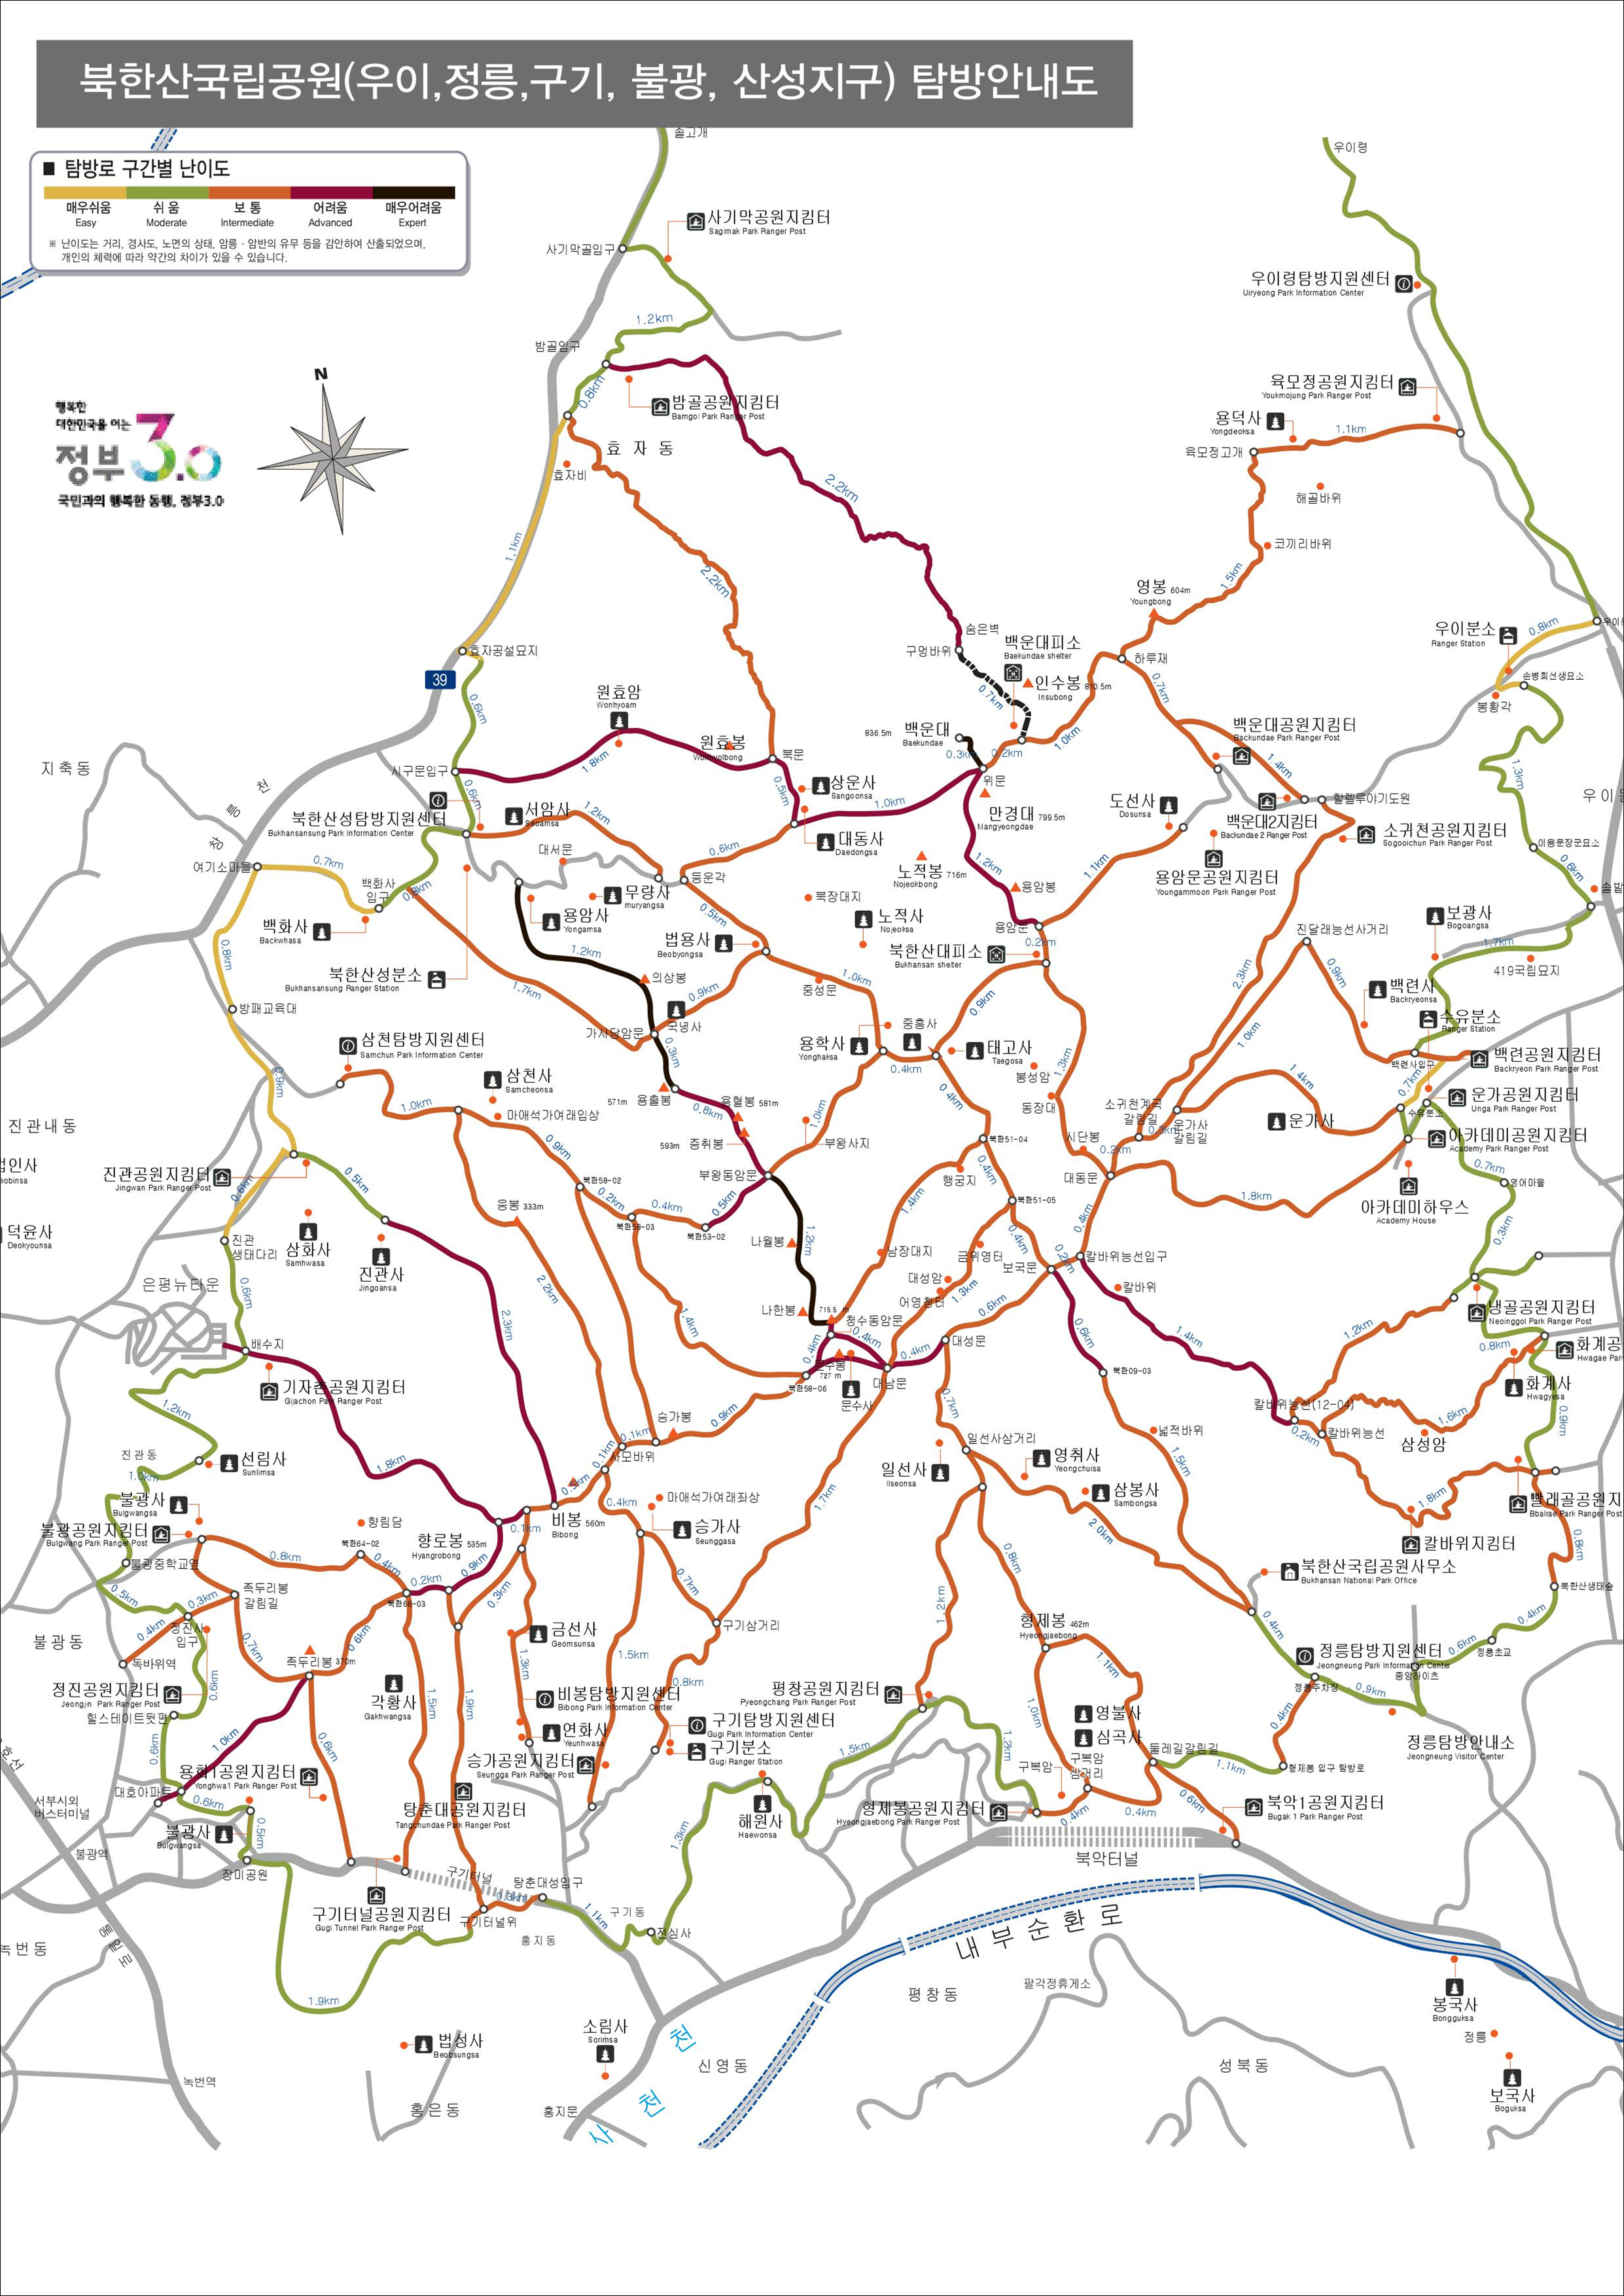 북한산국립공원(우이,정릉,구기, 불광, 산성지구) 탐방안내도
■ 탐방로 구간별 난이도
매우쉬움 쉬 움 보 통 어려움 매우어려움
Easy Moderate Intermediate Advanced Expert
※ 난이도는 거리, 경사도, 노면의 상태, 암릉 · 암반의 유무 등을 감안하여 산출되었으며,
개인의 체력에 따라 약간의 차이가 있을 수 있습니다.
행복한
대한민국을 여는
정부3.0
국민과의 행복한 동행, 정부3.0
N
솔고개
우이령
사기막공원지킴터
Sagimak Park Ranger Post
사기막골입구
우이령탐방지원센터
Uiryeong Park Information Center
1.2km
밤골입구
0.8km
밤골공원지킴터
Bamgol Park Ranger Post
육모정공원지킴터
Youkmojung Park Ranger Post
용덕사
Yongdeoksa
1.1km
육모정고개
효 자 동
효자비
해골바위
코끼리바위
2.2km
1.1km
2.2km
1.5km
영봉 604m
Youngbong
숨은벽
구멍바위
백운대피소
Baekundae shelter
하루재
우이분소
Ranger Station
0.8km
손병희선생묘소
봉황각
효자공설묘지
39
0.6km
원효암
Wonhyoam
인수봉 810.5m
0.7km
0.7km
836.5m 백운대
Baekundae
0.3km
0.2km
1.0km
백운대공원지킴터
Backundae Park Ranger Post
1.4km
1.3km
원효봉
Wonhyolbong
북문
1.8km
위문
지축동
시구문입구
창 릉 천
0.6km
0.5km
상운사
Sangoonsa
1.0km
만경대 799.5m
Mangyeongdae
도선사
Dosunsa
할렐루야기도원
백운대2지킴터
Backundae 2 Ranger Post
소귀천공원지킴터
Sogooichun Park Ranger Post
북한산성탐방지원센터
Bukhansansung Park Information Center
서암사
Seoamsa
1.2km
대서문
대동사
Daedongsa
0.6km
이용문장군묘소
0.6km
여기소마을
0.7km
백화사
입구
0.8km
등운각
노적봉 716m
Nojeokbong
1.2km
용암봉
1.1km
용암문공원지킴터
Youngammoon Park Ranger Post
무량사
muryangsa
북장대지
백화사
Backwhasa
용암사
Yongamsa
0.5km
노적사
Nojeoksa
용암문
0.2km
보광사
Bogoangsa
진달래능선사거리
1.7km
419국립묘지
0.8km
법용사
Beobyongsa
북한산대피소
Bukhansan shelter
북한산성분소
Bukhansansung Ranger Station
1.2km
의상봉
1.7km
0.9km
중성문
1.0km
2.3km
0.9km
백련사
Backryeonsa
방패교육대
국녕사
가사당암문
0.9km
중흥사
1.0km
수유분소
Ranger Station
삼천탐방지원센터
Samchun Park Information Center
0.3km
용학사
Yonghaksa
태고사
Taegosa
0.4km
백련사입구
백련공원지킴터
Backryeon Park Ranger Post
0.9km
삼천사
Samcheonsa
봉성암
1.3km
1.4km
0.7km
운가공원지킴터
Unga Park Ranger Post
1.0km
마애석가여래입상
571m 용출봉
용혈봉 581m
0.8km
1.0km
0.4km
동장대
소귀천계곡
갈림길
운가사
갈림길
운가사
수유분소
진관내동
아카데미공원지킴터
Academy Park Ranger Post
593m 증취봉
부왕사지
북한51-04
시단봉
0.2km
0.7km
진관공원지킴터
Jingwan Park Ranger Post
0.5km
0.9km
부왕동암문
0.4km
행궁지
대동문
영어마을
0.6km
북한58-02
0.2km
0.4km
0.5km
북한51-05
1.8km
아카데미하우스
Academy House
덕윤사
Deokyounsa
진관
생태다리
삼화사
Samhwasa
응봉 333m
북한53-02
1.4km
0.4km
0.3km
나월봉
1.2km
남장대지
금위영터
0.4km
보국문
칼바위능선입구
진관사
Jingoansa
대성암
칼바위
은평뉴타운
0.6km
2.2km
어영청터
1.3km
0.6km
냉골공원지킴터
Neoinggol Park Ranger Post
나한봉
715.5 m
청수동암문
2.3km
1.4km
0.4km
0.4km
0.4km
대성문
0.6km
1.4km
1.2km
0.8km
배수지
727 m
북한58-06
대남문
문수사
북한09-03
화계사
Hwagyesa
기자촌공원지킴터
Gijachon Park Ranger Post
0.7km
칼바위능선(12-04)
0.9km
1.2km
승가봉
0.9km
0.1km
사모바위
일선사삼거리
넓적바위
0.2km
칼바위능선
1.6km
삼성암
진관동
1.0km
선림사
Sunlimsa
1.8km
0.1km
일선사
Ilseonsa
영취사
Yeongchuisa
1.5km
1.8km
불광사
Bulgwangsa
0.4km
마애석가여래좌상
1.7km
삼봉사
Sambongsa
불광공원지킴터
Bulgwang Park Ranger Post
향림담
비봉 560m
Bibong
승가사
Seunggasa
2.0km
칼바위지킴터
불광중학교옆
0.8km
북한64-02
0.4km
향로봉 535m
Hyangrobong
0.1km
0.8km
0.8km
북한산국립공원사무소
Bukhansan National Park Office
0.5km
0.3km
족두리봉
갈림길
0.2km
0.9km
0.3km
0.7km
북한산생태숲
0.4km
불광동
0.4km
정진사
입구
0.7km
0.6km
금선사
Geomsunsa
구기삼거리
1.2km
형제봉 462m
Hyeongjaebong
0.4km
정릉탐방지원센터
Jeongneung Park Information Center
0.6km
정릉초교
독바위역
족두리봉 370m
1.3km
1.5km
1.1km
정진공원지킴터
Jeongjin Park Ranger Post
0.6km
각황사
Gakhwangsa
1.5km
1.9km
비봉탐방지원센터
Bibong Park Information Center
0.8km
평창공원지킴터
Pyeongchang Park Ranger Post
정릉주차장
0.9km
힐스테이트뒷편
1.0km
0.6km
연화사
Yeunhwasa
구기탐방지원센터
Gugi Park Information Center
구기분소
Gugi Ranger Station
1.0km
영불사
심곡사
0.4km
정릉탐방안내소
Jeongneung Visitor Center
0.6km
용화1공원지킴터
Yonghwa1 Park Ranger Post
승가공원지킴터
Seungga Park Ranger Post
1.5km
1.2km
구복암
구복암
삼거리
둘레길갈림길
1.1km
형제봉 입구 탐방로
서부시외
버스터미널
대호아파트
0.6km
탕춘대공원지킴터
Tangchundae Park Ranger Post
해원사
Haewonsa
형제봉공원지킴터
Hyeongjaebong Park Ranger Post
0.4km
0.4km
0.6km
북악1공원지킴터
Bugak 1 Park Ranger Post
불광사
Bulgwangsa
0.5km
1.3km
불광역
장미공원
북악터널
구기터널
0.3km
탕춘대성입구
구기터널공원지킴터
Gugi Tunnel Park Ranger Post
구기터널위
1.1km
구기동
전심사
홍지동
내부순환로
녹번동
통일로
1.9km
평창동
팔각정휴게소
봉국사
Bongguksa
정릉
법성사
Beobsungsa
소림사
Sorimsa
신영동
성북동
녹번역
홍은동
홍지문
사 천
천
보국사
Boguksa